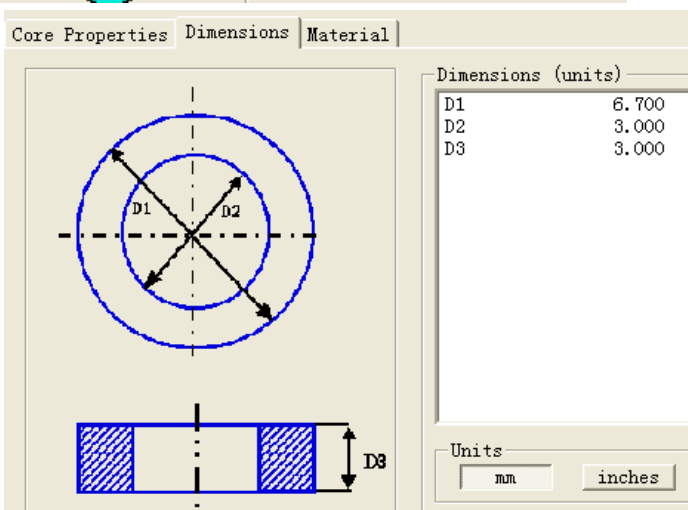 Core Properties Dimensions Material
Dimensions (units)
D1 6.700
D2 3.000
D3 3.000
D1
D2
D3
Units
mm inches